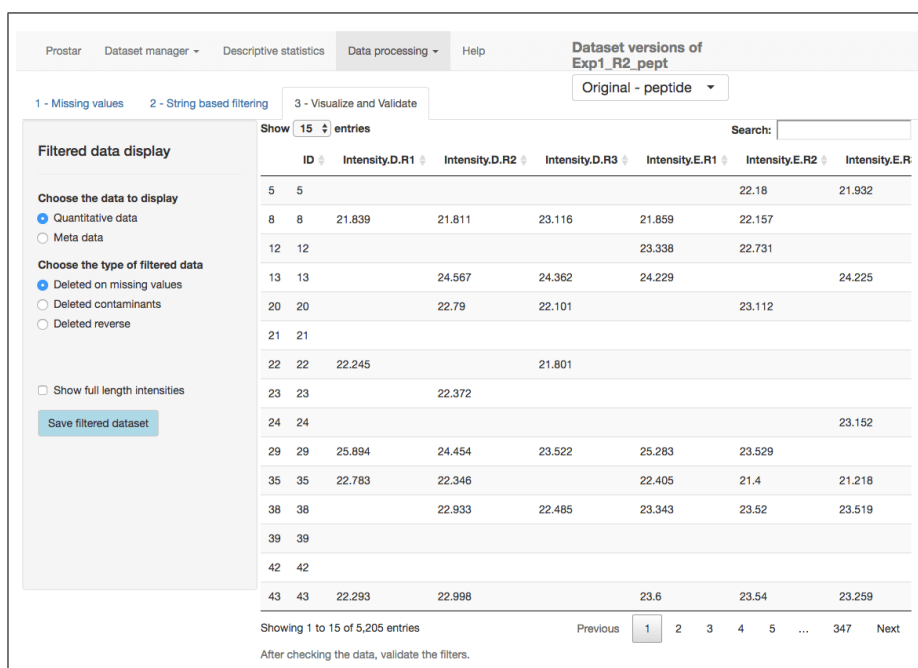 Prostar Dataset manager Descriptive statistics Data processing Help
Dataset versions of
Exp1_R2_pept
Original - peptide
1 - Missing values 2 - String based filtering 3 - Visualize and Validate
Filtered data display
Choose the data to display
Quantitative data
Meta data
Choose the type of filtered data
Deleted on missing values
Deleted contaminants
Deleted reverse
Show full length intensities
Save filtered dataset
Show 15 entries Search:
ID Intensity.D.R1 Intensity.D.R2 Intensity.D.R3 Intensity.E.R1 Intensity.E.R2 Intensity.E.R3
5 5 22.18 21.932
8 8 21.839 21.811 23.116 21.859 22.157
12 12 23.338 22.731
13 13 24.567 24.362 24.229 24.225
20 20 22.79 22.101 23.112
21 21
22 22 22.245 21.801
23 23 22.372
24 24 23.152
29 29 25.894 24.454 23.522 25.283 23.529
35 35 22.783 22.346 22.405 21.4 21.218
38 38 22.933 22.485 23.343 23.52 23.519
39 39
42 42
43 43 22.293 22.998 23.6 23.54 23.259
Showing 1 to 15 of 5,205 entries Previous 1 2 3 4 5 ... 347 Next
After checking the data, validate the filters.